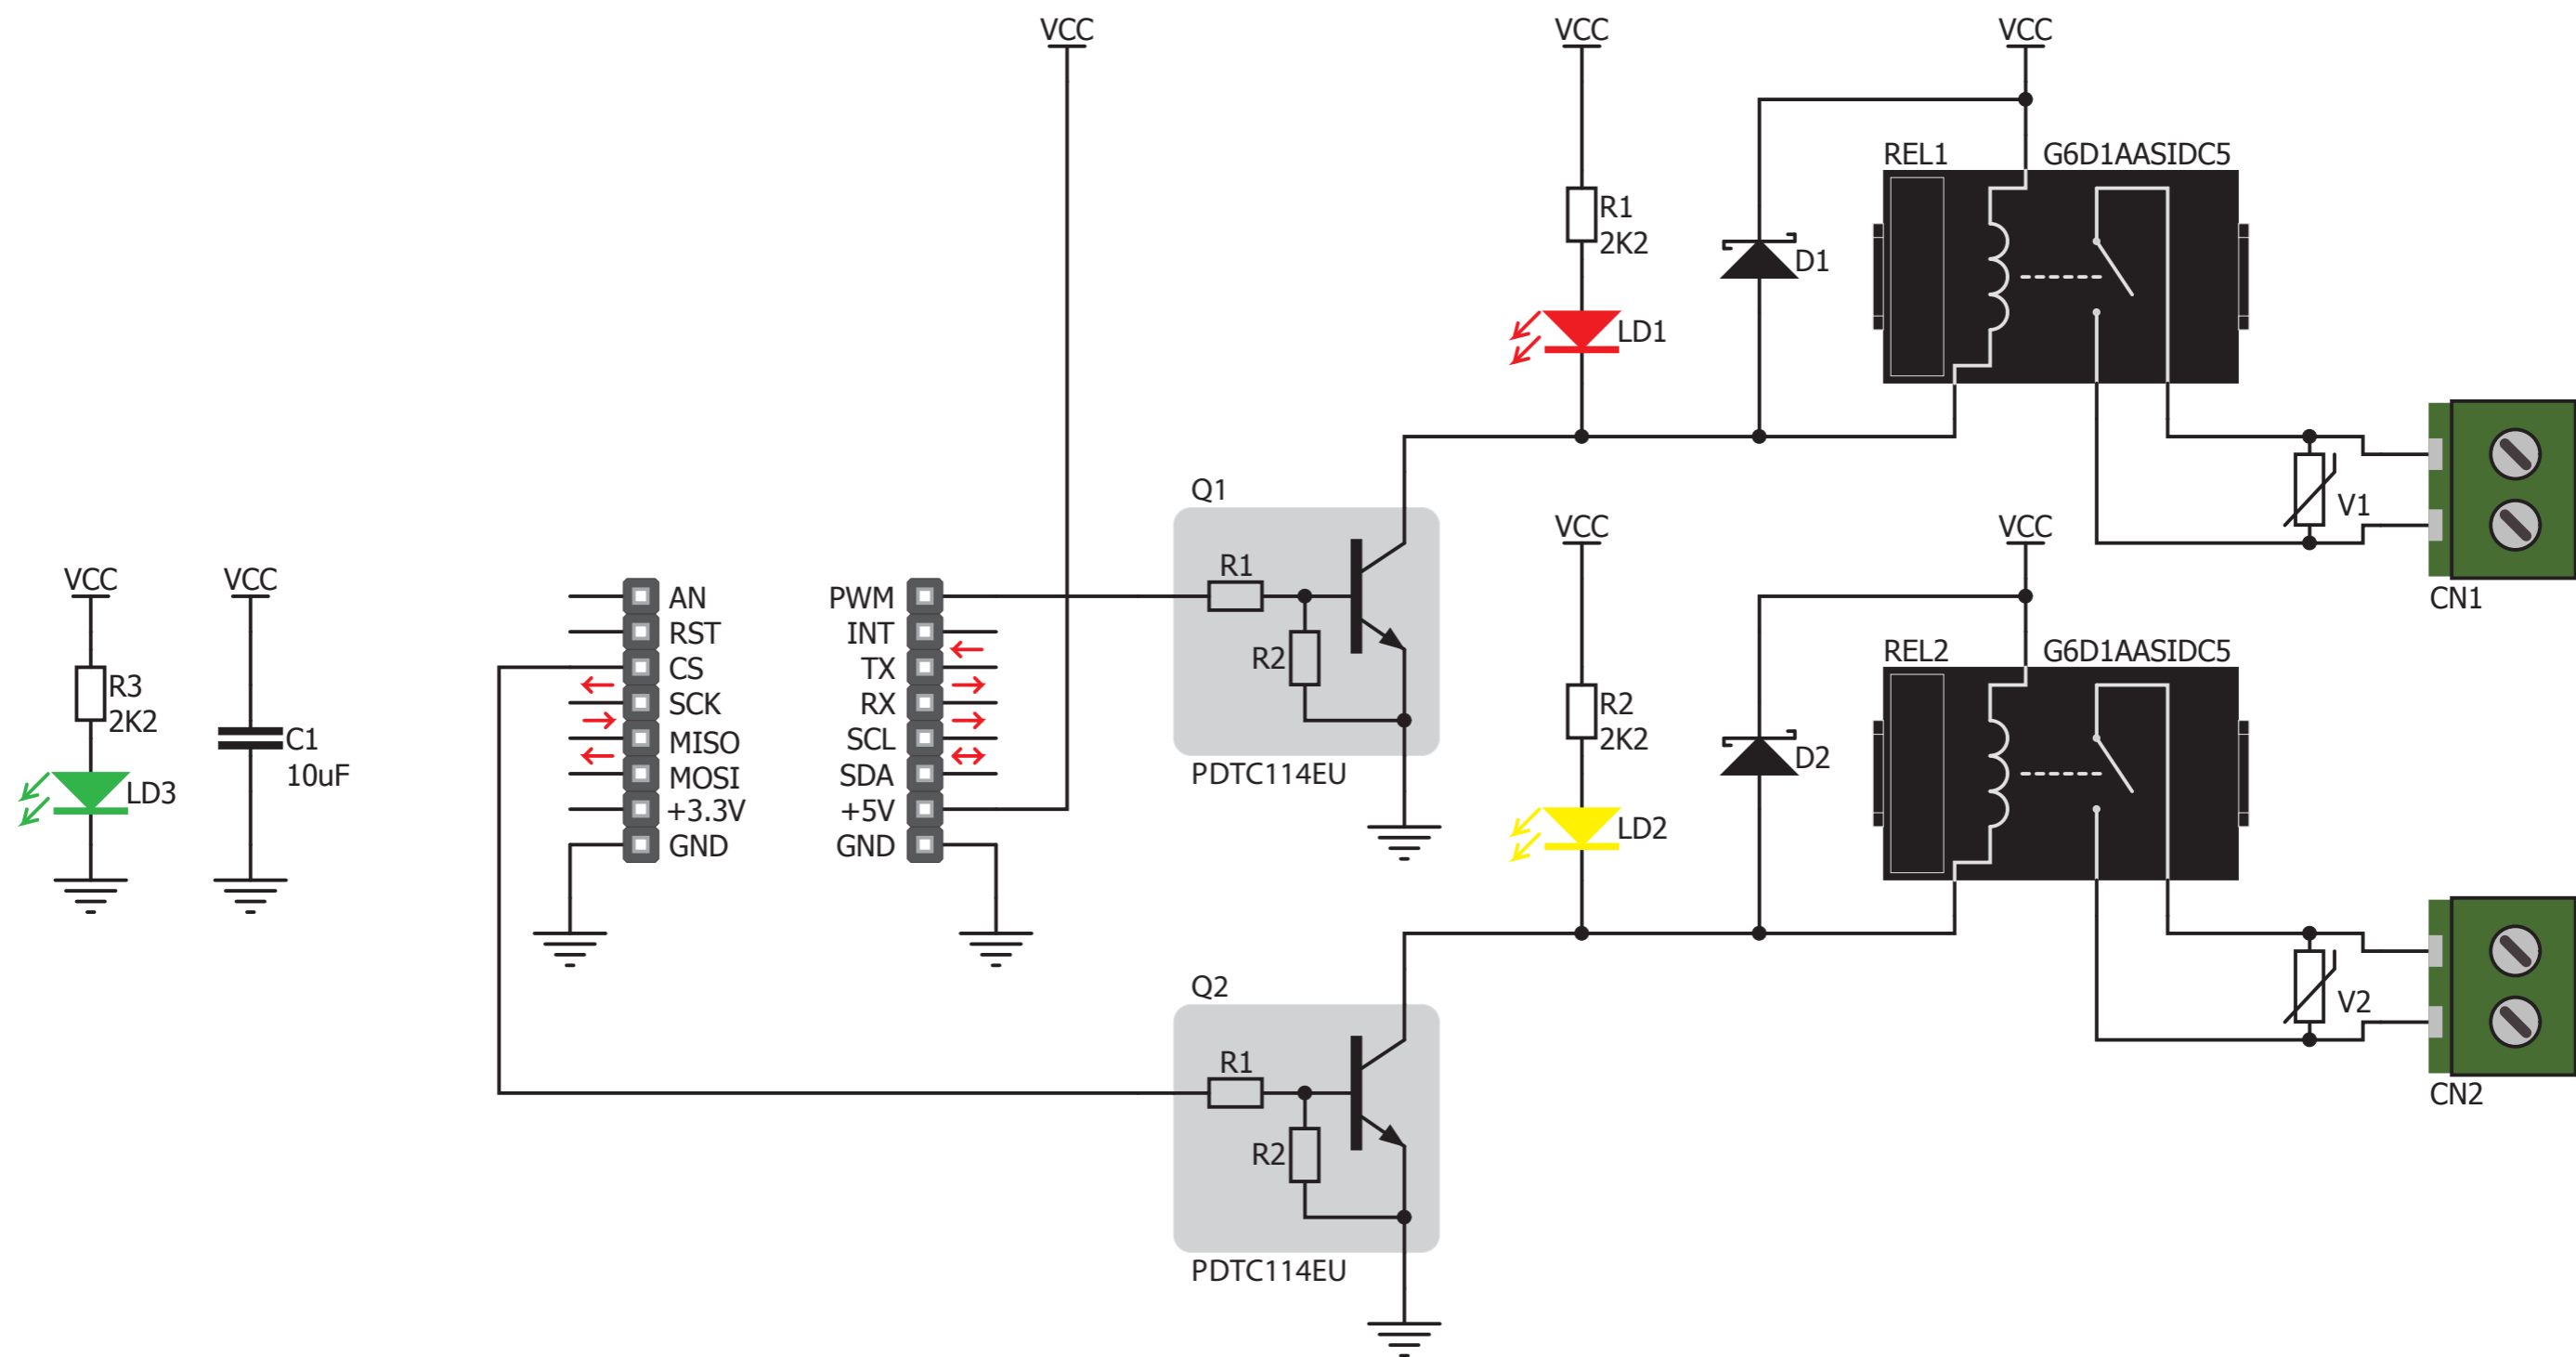 VCC
VCC
VCC
REL1
G6D1AASIDC5
R1
2K2
D1
LD1
Q1
V1
VCC
VCC
CN1
VCC
VCC
R1
AN
PWM
RST
INT
CS
TX
R2
REL2
G6D1AASIDC5
R3
2K2
SCK
RX
R2
2K2
C1
10uF
MISO
SCL
D2
PDTC114EU
MOSI
SDA
LD3
+3.3V
+5V
LD2
GND
GND
Q2
V2
R1
CN2
R2
PDTC114EU